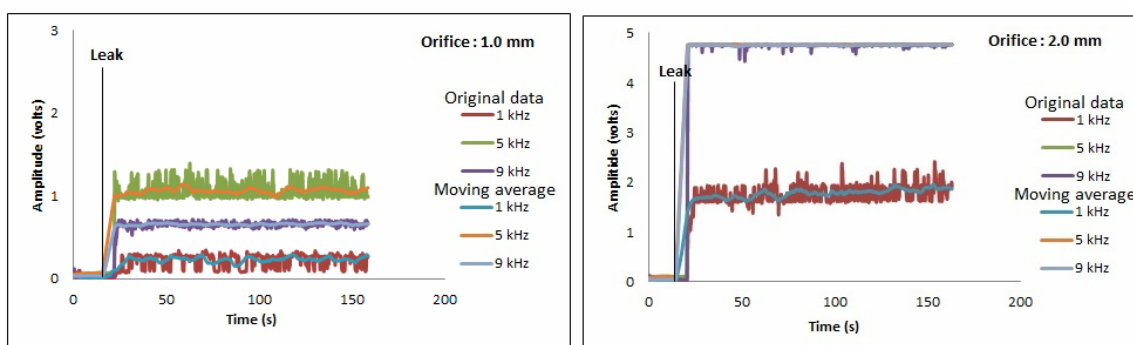 Orifice : 1.0 mm
3
2
1
0
Amplitude (volts)
Leak
0 50 100 150 200
Time (s)
Original data
1 kHz
5 kHz
9 kHz
Moving average
1 kHz
5 kHz
9 kHz
Orifice : 2.0 mm
5
4
3
2
1
0
Amplitide (volts)
Leak
0 50 100 150 200
Time (s)
Original data
1 kHz
5 kHz
9 kHz
Moving average
1 kHz
5 kHz
9 kHz